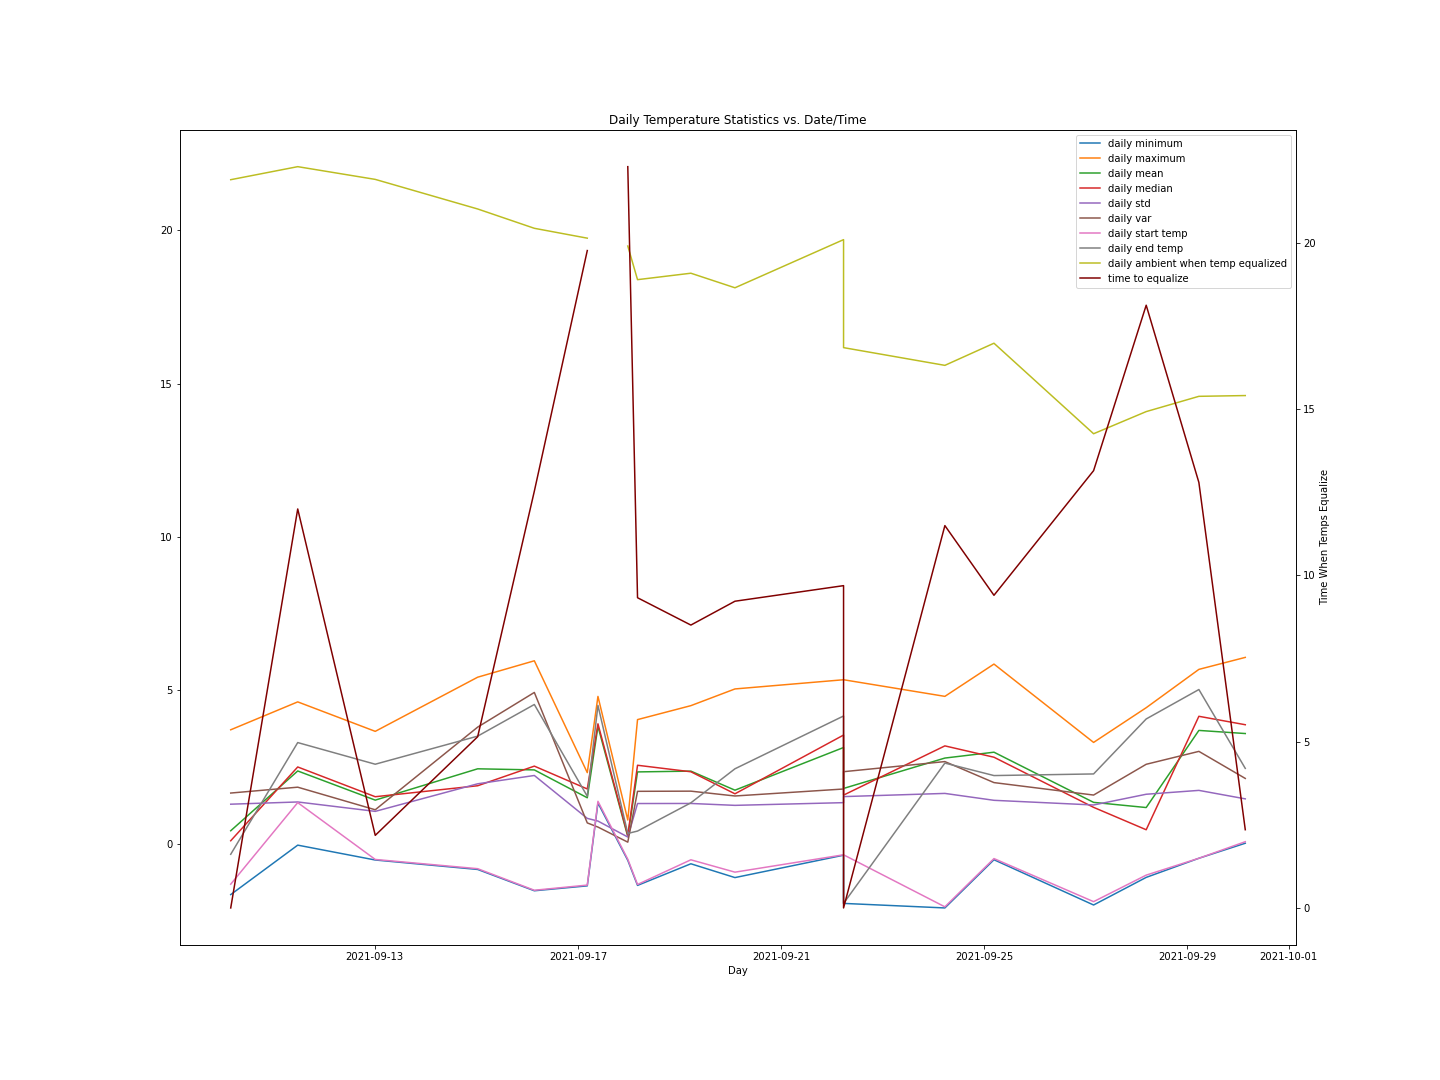 Daily Temperature Statistics vs. Date/Time
daily minimum
daily maximum
daily mean
daily median
daily std
daily var
daily start temp
daily end temp
daily ambient when temp equalized
time to equalize
20
15
10
5
0
20
15
10
5
0
Time When Temps Equalize
2021-09-13
2021-09-17
2021-09-21
2021-09-25
2021-09-29
2021-10-01
Day